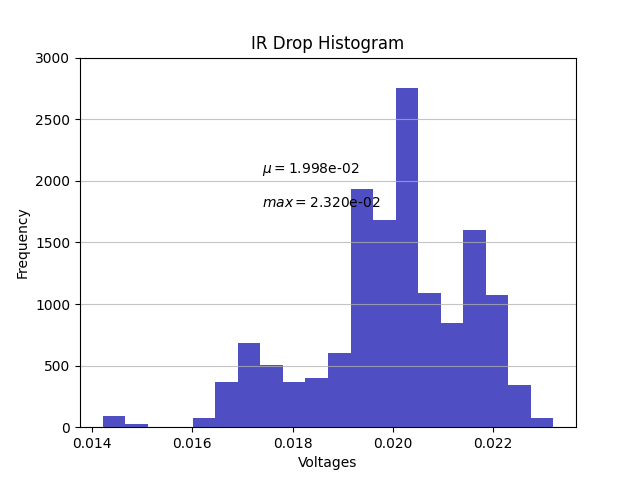 IR Drop Histogram
3000
2500
2000
1500
1000
500
0
Frequency
μ = 1.998e-02
max = 2.320e-02
0.014 0.016 0.018 0.020 0.022
Voltages